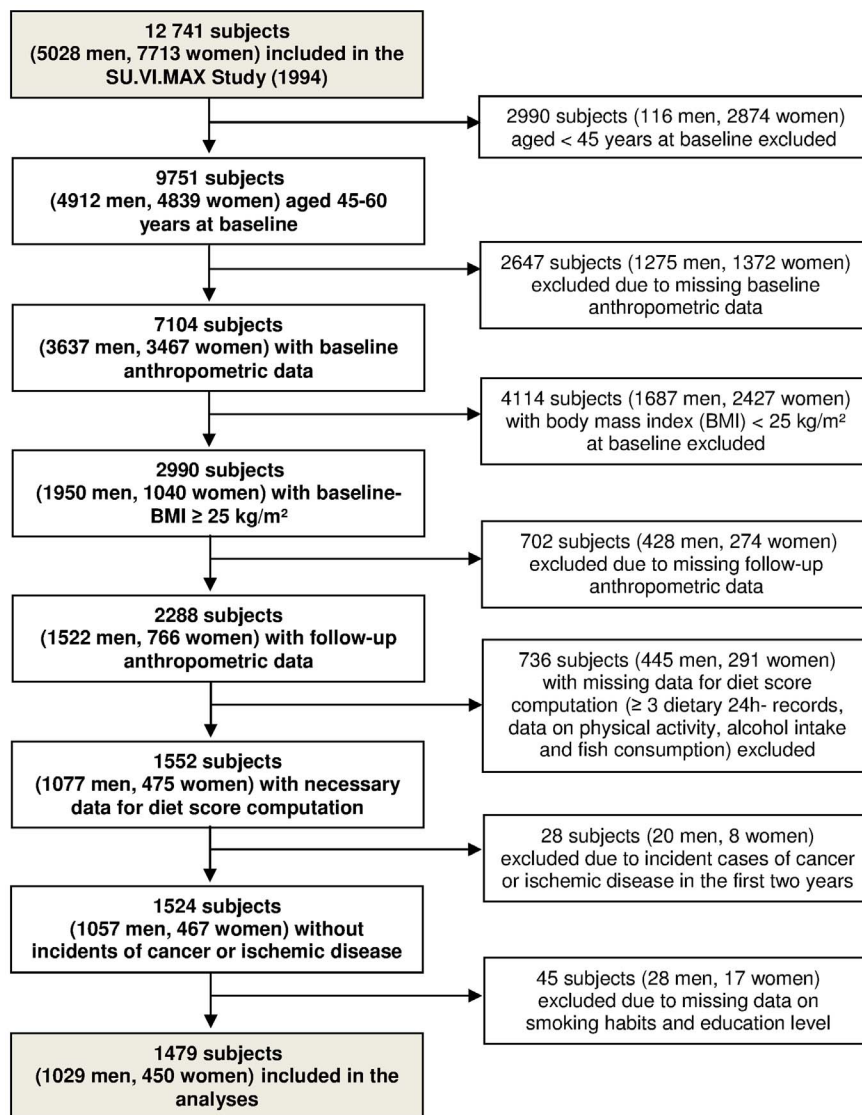 12 741 subjects
(5028 men, 7713 women) included in the
SU.VI.MAX Study (1994)
2990 subjects (116 men, 2874 women)
aged < 45 years at baseline excluded
9751 subjects
(4912 men, 4839 women) aged 45-60
years at baseline
2647 subjects (1275 men, 1372 women)
excluded due to missing baseline
anthropometric data
7104 subjects
(3637 men, 3467 women) with baseline
anthropometric data
4114 subjects (1687 men, 2427 women)
with body mass index (BMI) < 25 kg/m²
at baseline excluded
2990 subjects
(1950 men, 1040 women) with baseline-
BMI ≥ 25 kg/m²
702 subjects (428 men, 274 women)
excluded due to missing follow-up
anthropometric data
2288 subjects
(1522 men, 766 women) with follow-up
anthropometric data
736 subjects (445 men, 291 women)
with missing data for diet score
computation (≥ 3 dietary 24h- records,
data on physical activity, alcohol intake
and fish consumption) excluded
1552 subjects
(1077 men, 475 women) with necessary
data for diet score computation
28 subjects (20 men, 8 women)
excluded due to incident cases of cancer
or ischemic disease in the first two years
1524 subjects
(1057 men, 467 women) without
incidents of cancer or ischemic disease
45 subjects (28 men, 17 women)
excluded due to missing data on
smoking habits and education level
1479 subjects
(1029 men, 450 women) included in the
analyses